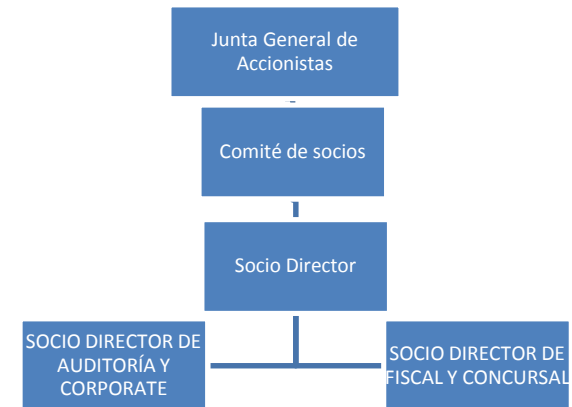 Junta General de
Accionistas
Comité de socios
Socio Director
SOCIO DIRECTOR DE
AUDITORÍA Y
CORPORATE
SOCIO DIRECTOR DE
FISCAL Y CONCURSAL